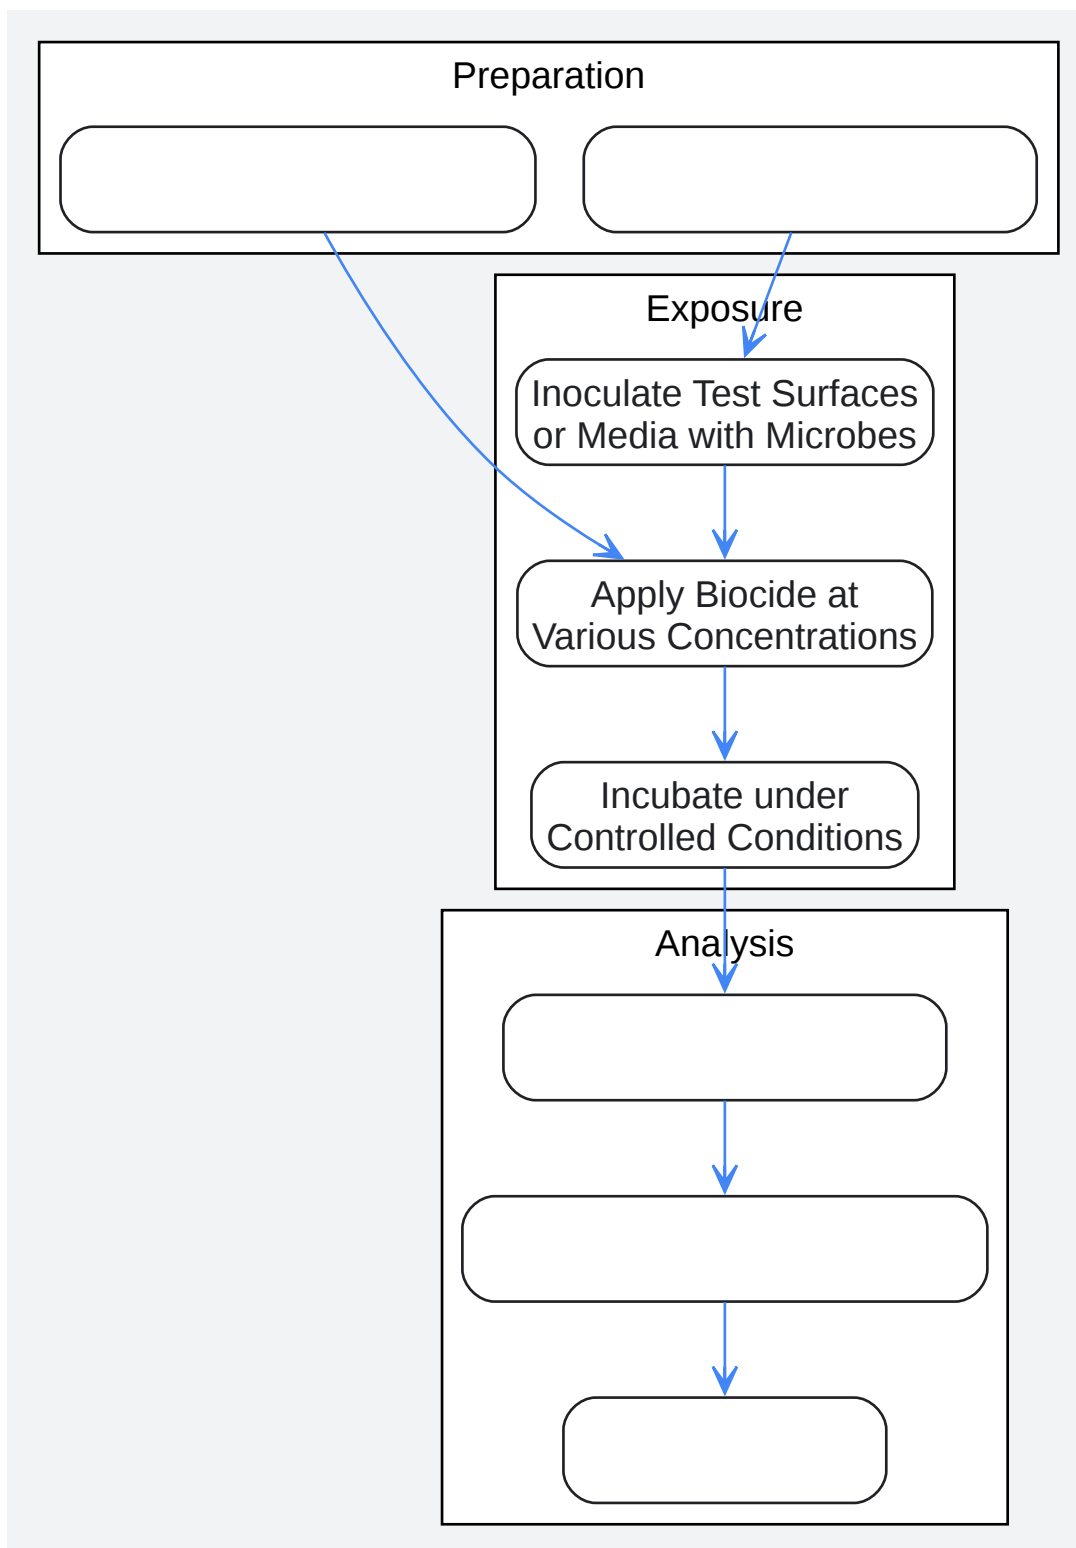 Preparation
Exposure
Inoculate Test Surfaces
or Media with Microbes
Apply Biocide at
Various Concentrations
Incubate under
Controlled Conditions
Analysis